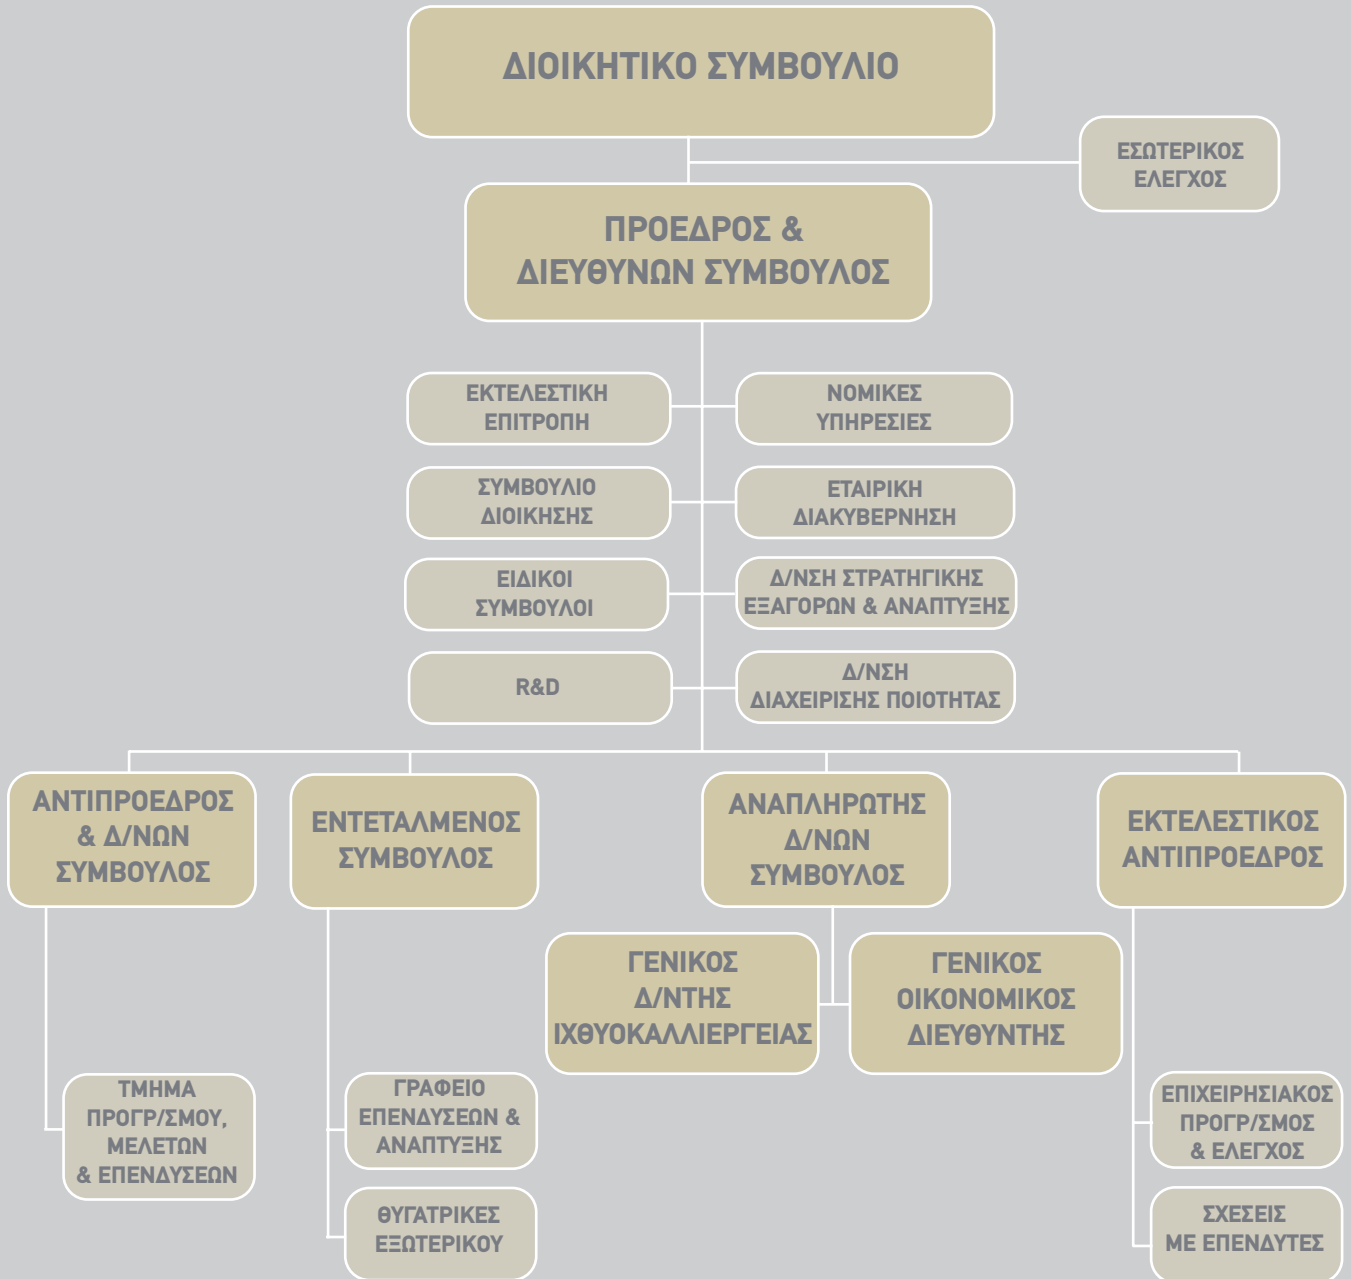 ΔΙΟΙΚΗΤΙΚΟ ΣΥΜΒΟΥΛΙΟ
ΕΣΩΤΕΡΙΚΟΣ
ΕΛΕΓΧΟΣ
ΠΡΟΕΔΡΟΣ &
ΔΙΕΥΘΥΝΩΝ ΣΥΜΒΟΥΛΟΣ
ΕΚΤΕΛΕΣΤΙΚΗ
ΕΠΙΤΡΟΠΗ
ΝΟΜΙΚΕΣ
ΥΠΗΡΕΣΙΕΣ
ΣΥΜΒΟΥΛΙΟ
ΔΙΟΙΚΗΣΗΣ
ΕΤΑΙΡΙΚΗ
ΔΙΑΚΥΒΕΡΝΗΣΗ
ΕΙΔΙΚΟΙ
ΣΥΜΒΟΥΛΟΙ
Δ/ΝΣΗ ΣΤΡΑΤΗΓΙΚΗΣ
ΕΞΑΓΟΡΩΝ & ΑΝΑΠΤΥΞΗΣ
R&D
Δ/ΝΣΗ
ΔΙΑΧΕΙΡΙΣΗΣ ΠΟΙΟΤΗΤΑΣ
ΑΝΤΙΠΡΟΕΔΡΟΣ
& Δ/ΝΩΝ
ΣΥΜΒΟΥΛΟΣ
ΕΝΤΕΤΑΛΜΕΝΟΣ
ΣΥΜΒΟΥΛΟΣ
ΑΝΑΠΛΗΡΩΤΗΣ
Δ/ΝΩΝ
ΣΥΜΒΟΥΛΟΣ
ΕΚΤΕΛΕΣΤΙΚΟΣ
ΑΝΤΙΠΡΟΕΔΡΟΣ
ΓΕΝΙΚΟΣ
Δ/ΝΤΗΣ
ΙΧΘΥΟΚΑΛΛΙΕΡΓΕΙΑΣ
ΓΕΝΙΚΟΣ
ΟΙΚΟΝΟΜΙΚΟΣ
ΔΙΕΥΘΥΝΤΗΣ
ΤΜΗΜΑ
ΠΡΟΓΡ/ΣΜΟΥ,
ΜΕΛΕΤΩΝ
& ΕΠΕΝΔΥΣΕΩΝ
ΓΡΑΦΕΙΟ
ΕΠΕΝΔΥΣΕΩΝ &
ΑΝΑΠΤΥΞΗΣ
ΕΠΙΧΕΙΡΗΣΙΑΚΟΣ
ΠΡΟΓΡ/ΣΜΟΣ
& ΕΛΕΓΧΟΣ
ΘΥΓΑΤΡΙΚΕΣ
ΕΞΩΤΕΡΙΚΟΥ
ΣΧΕΣΕΙΣ
ΜΕ ΕΠΕΝΔΥΤΕΣ